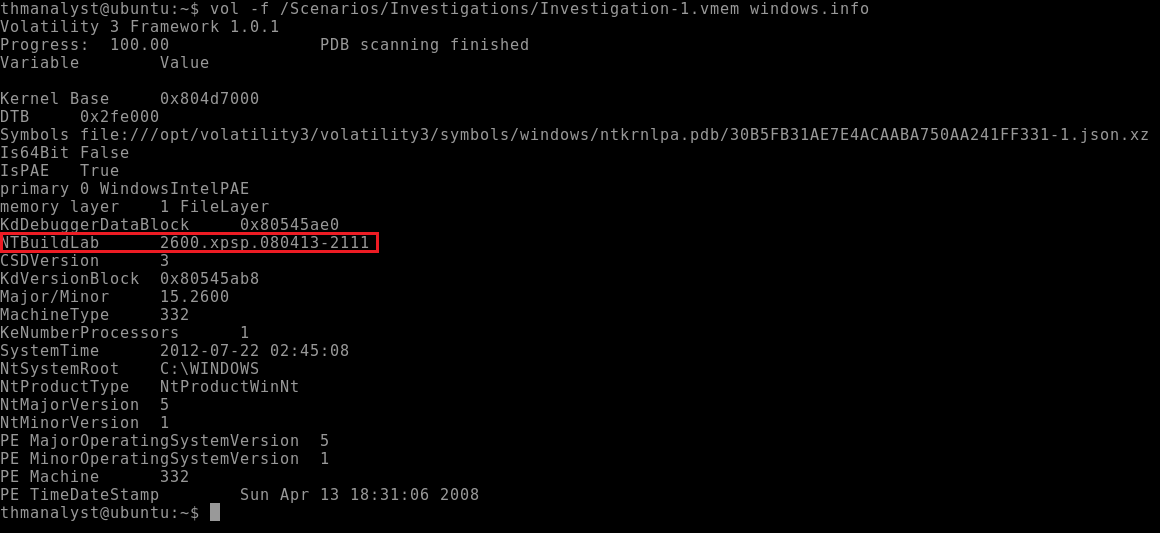 thmanalyst@ubuntu:~$ vol -f /Scenarios/Investigations/Investigation-1.vmem windows.info
Volatility 3 Framework 1.0.1
Progress:  100.00               PDB scanning finished
Variable        Value

Kernel Base     0x804d7000
DTB     0x2fe000
Symbols file:///opt/volatility3/volatility3/symbols/windows/ntkrnlpa.pdb/30B5FB31AE7E4ACAABA750AA241FF331-1.json.xz
Is64Bit False
IsPAE   True
primary 0 WindowsIntelPAE
memory layer    1 FileLayer
KdDebuggerDataBlock     0x80545ae0
NTBuildLab      2600.xpsp.080413-2111
CSDVersion      3
KdVersionBlock  0x80545ab8
Major/Minor     15.2600
MachineType     332
KeNumberProcessors      1
SystemTime      2012-07-22 02:45:08
NtSystemRoot    C:\WINDOWS
NtProductType   NtProductWinNt
NtMajorVersion  5
NtMinorVersion  1
PE MajorOperatingSystemVersion  5
PE MinorOperatingSystemVersion  1
PE Machine      332
PE TimeDateStamp        Sun Apr 13 18:31:06 2008
thmanalyst@ubuntu:~$